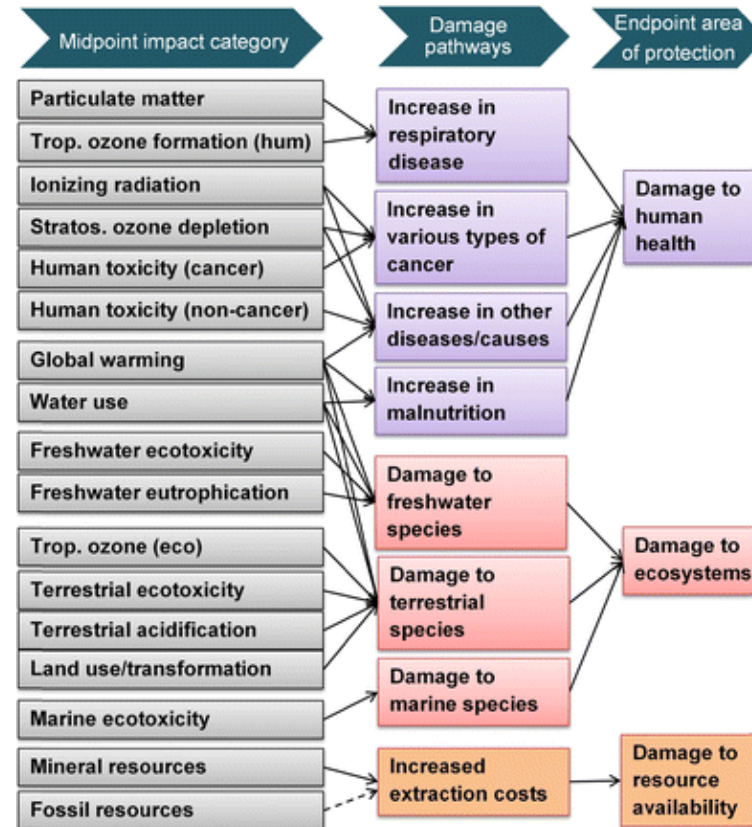 Midpoint impact category
Damage
pathways
Endpoint area
of protection
Particulate matter
Trop. ozone formation (hum)
Ionizing radiation
Stratos. ozone depletion
Human toxicity (cancer)
Human toxicity (non-cancer)
Global warming
Water use
Freshwater ecotoxicity
Freshwater eutrophication
Trop. ozone (eco)
Terrestrial ecotoxicity
Terrestrial acidification
Land use/transformation
Marine ecotoxicity
Mineral resources
Fossil resources
Increase in
respiratory
disease
Increase in
various types of
cancer
Increase in other
diseases/causes
Increase in
malnutrition
Damage to
freshwater
species
Damage to
terrestrial
species
Damage to
marine species
Increased
extraction costs
Damage to
human
health
Damage to
ecosystems
Damage to
resource
availability